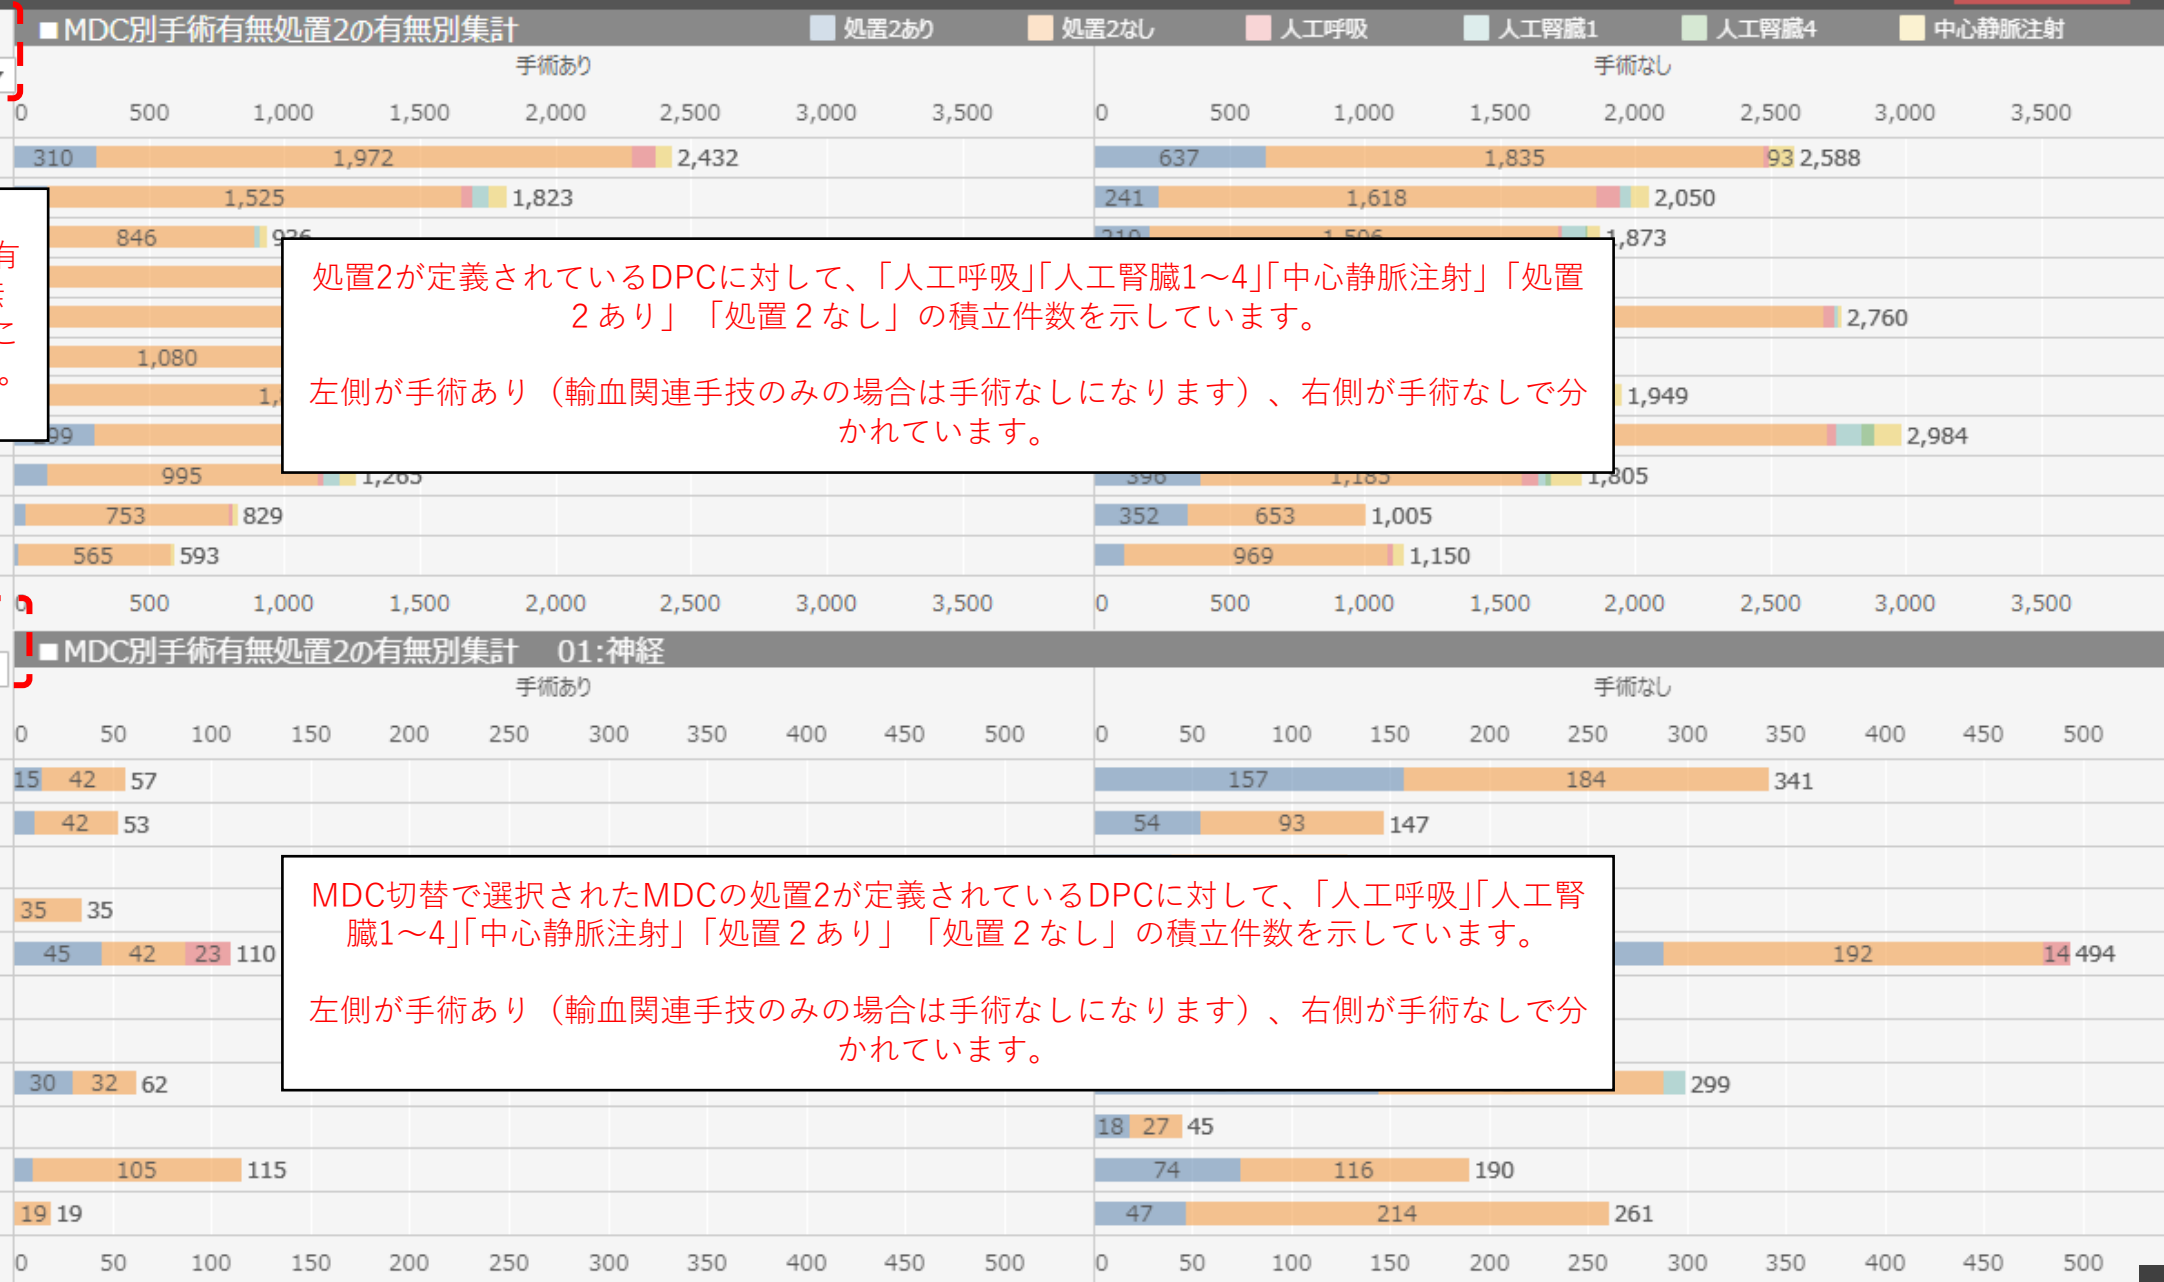 ■MDC別手術有無処置2の有無別集計 処置2あり 処置2なし 人工呼吸 人工腎臓1 人工腎臓4 中心静脈注射
手術あり 手術なし
0 500 1,000 1,500 2,000 2,500 3,000 3,500 0 500 1,000 1,500 2,000 2,500 3,000 3,500
310 1,972 2,432 637 1,835 93 2,588
1,525 1,823 241 1,618 2,050
846 936 210 1,506 1,873
有
こ
。
処置2が定義されているDPCに対して、「人工呼吸」「人工腎臓1～4」「中心静脈注射」「処置
２あり」「処置２なし」の積立件数を示しています。
左側が手術あり（輸血関連手技のみの場合は手術なしになります）、右側が手術なしで分
かれています。
2,760
1,080
1,949
299 2,984
995 1,265 396 1,185 1,805
753 829 352 653 1,005
565 593 969 1,150
0 500 1,000 1,500 2,000 2,500 3,000 3,500 0 500 1,000 1,500 2,000 2,500 3,000 3,500
■MDC別手術有無処置2の有無別集計 01:神経
手術あり 手術なし
0 50 100 150 200 250 300 350 400 450 500 0 50 100 150 200 250 300 350 400 450 500
15 42 57 157 184 341
42 53 54 93 147
35 35
45 42 23 110 192 14 494
MDC切替で選択されたMDCの処置2が定義されているDPCに対して、「人工呼吸」「人工腎
臓1～4」「中心静脈注射」「処置２あり」「処置２なし」の積立件数を示しています。
左側が手術あり（輸血関連手技のみの場合は手術なしになります）、右側が手術なしで分
かれています。
30 32 62 299
18 27 45
105 115 74 116 190
19 19 47 214 261
0 50 100 150 200 250 300 350 400 450 500 0 50 100 150 200 250 300 350 400 450 500